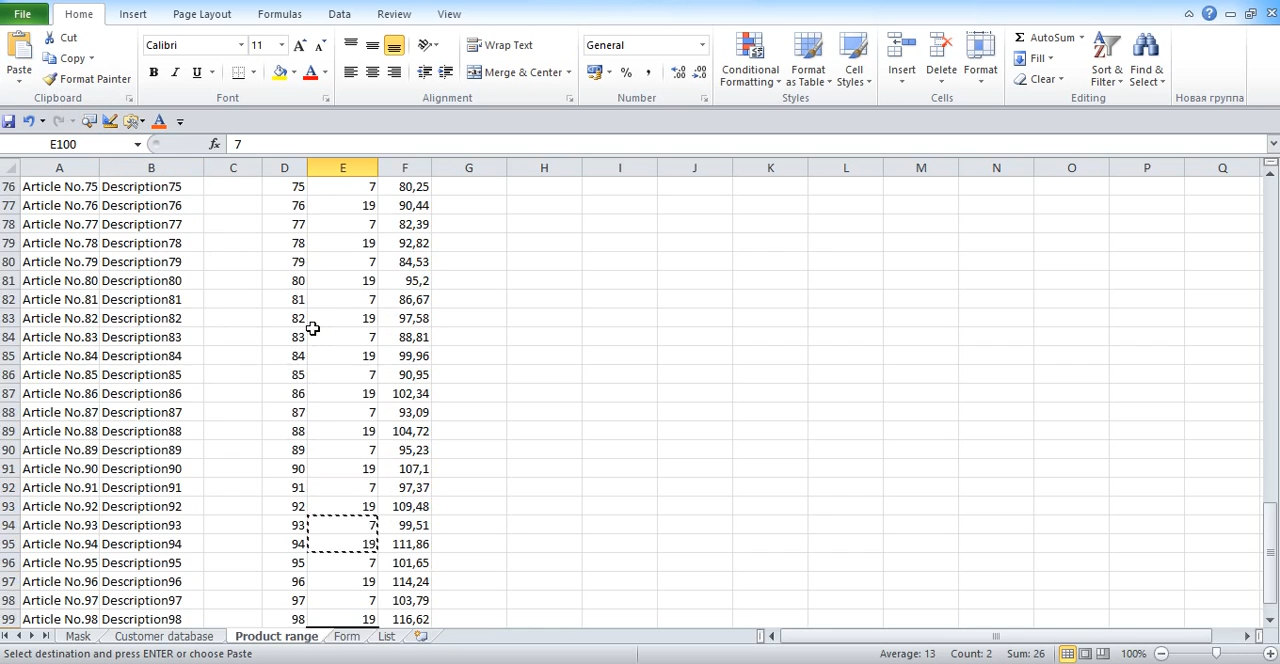 File Home Insert Page Layout Formulas Data Review View
Paste
Cut
Copy
Format Painter
Clipboard
Calibri 11 A A
B I U A
Font
Wrap Text
Merge & Center
Alignment
General
% , ,0 ,00 ,00 ,0
Number
Conditional Formatting
Format as Table
Cell Styles
Styles
Insert
Delete
Format
Cells
Σ AutoSum
Fill
Clear
Sort & Filter
Find & Select
Editing
Новая группа
E100 fx 7
A B C D E F G H I J K L M N O P Q
76 Article No.75 Description75 75 7 80,25
77 Article No.76 Description76 76 19 90,44
78 Article No.77 Description77 77 7 82,39
79 Article No.78 Description78 78 19 92,82
80 Article No.79 Description79 79 7 84,53
81 Article No.80 Description80 80 19 95,2
82 Article No.81 Description81 81 7 86,67
83 Article No.82 Description82 82 19 97,58
84 Article No.83 Description83 83 7 88,81
85 Article No.84 Description84 84 19 99,96
86 Article No.85 Description85 85 7 90,95
87 Article No.86 Description86 86 19 102,34
88 Article No.87 Description87 87 7 93,09
89 Article No.88 Description88 88 19 104,72
90 Article No.89 Description89 89 7 95,23
91 Article No.90 Description90 90 19 107,1
92 Article No.91 Description91 91 7 97,37
93 Article No.92 Description92 92 19 109,48
94 Article No.93 Description93 93 7 99,51
95 Article No.94 Description94 94 19 111,86
96 Article No.95 Description95 95 7 101,65
97 Article No.96 Description96 96 19 114,24
98 Article No.97 Description97 97 7 103,79
99 Article No.98 Description98 98 19 116,62
Mask Customer database Product range Form List
Select destination and press ENTER or choose Paste Average: 13 Count: 2 Sum: 26 100%